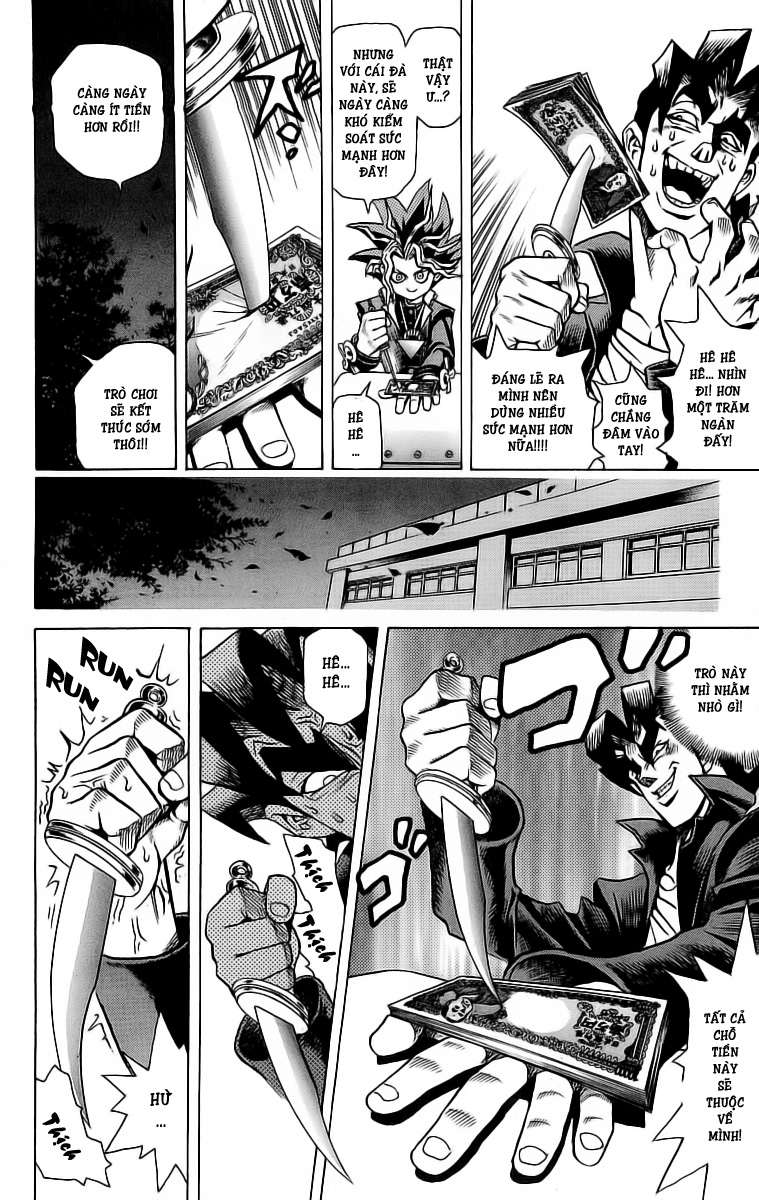 HÊ HÊ
HÊ... NHÌN
ĐI! HƠN
MỘT TRĂM
NGÀN
ĐẤY!
CŨNG
CHẲNG
ĐÂM VÀO
TAY!
ĐÁNG LẼ RA
MÌNH NÊN
DÙNG NHIỀU
SỨC MẠNH HƠN
NỮA!!!!
THẬT
VẬY
Ư...?
NHƯNG
VỚI CÁI ĐÀ
NÀY, SẼ
NGÀY CÀNG
KHÓ KIỂM
SOÁT SỨC
MẠNH HƠN
ĐẤY!
HÊ
HÊ
...
CÀNG NGÀY
CÀNG ÍT TIỀN
HƠN RỒI!!
TRÒ CHƠI
SẼ KẾT
THÚC SỚM
THÔI!!
TRÒ NÀY
THÌ NHẰM
NHÒ GÌ!
ゴゴ
ゴ
TẤT CẢ
CHỖ
TIỀN
NÀY
SẼ
THUỘC
VỀ
MÌNH!
HÊ...
HÊ...
Thịch
Thịch
RUN
RUN
HỪ
...
Thịch